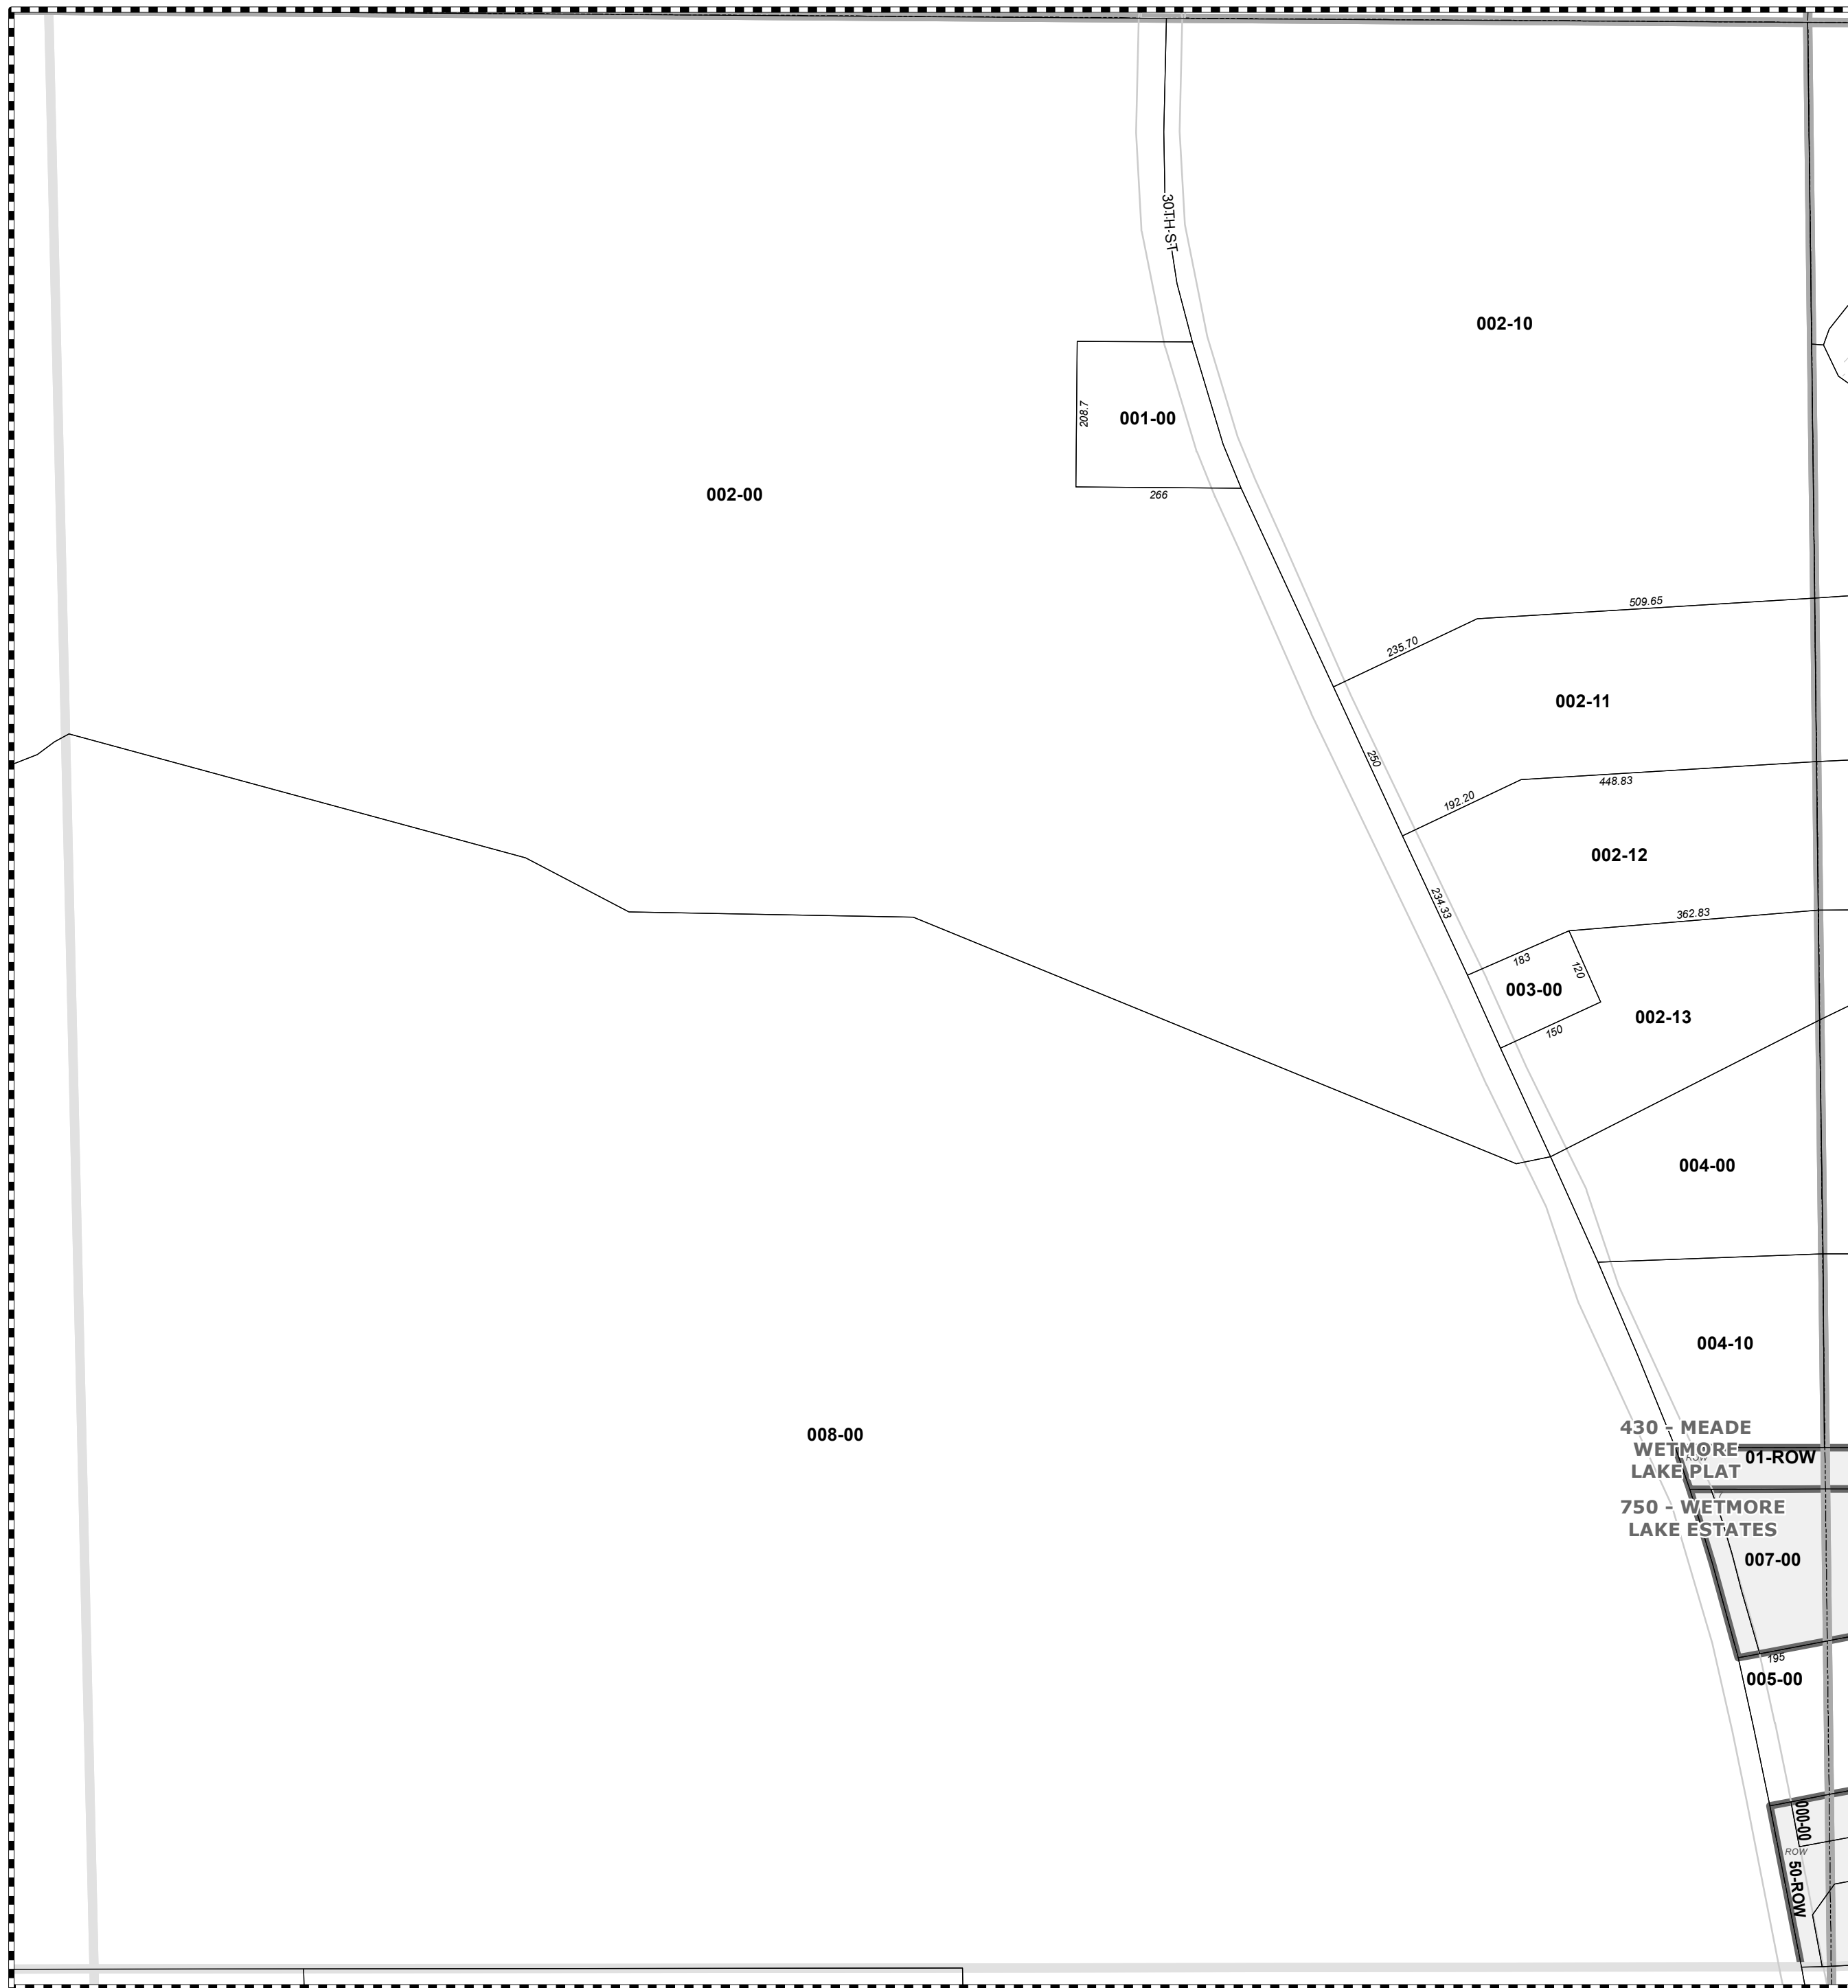 30TH ST
002-10
208.7
001-00
266
002-00
509.65
235.70
002-11
250
448.83
192.20
002-12
234.33
362.83
183
120
003-00
002-13
150
004-00
004-10
008-00
430 - MEADE
WETMORE
LAKE PLAT
ROW
01-ROW
750 - WETMORE
LAKE ESTATES
007-00
195
005-00
000-00
ROW
50-ROW